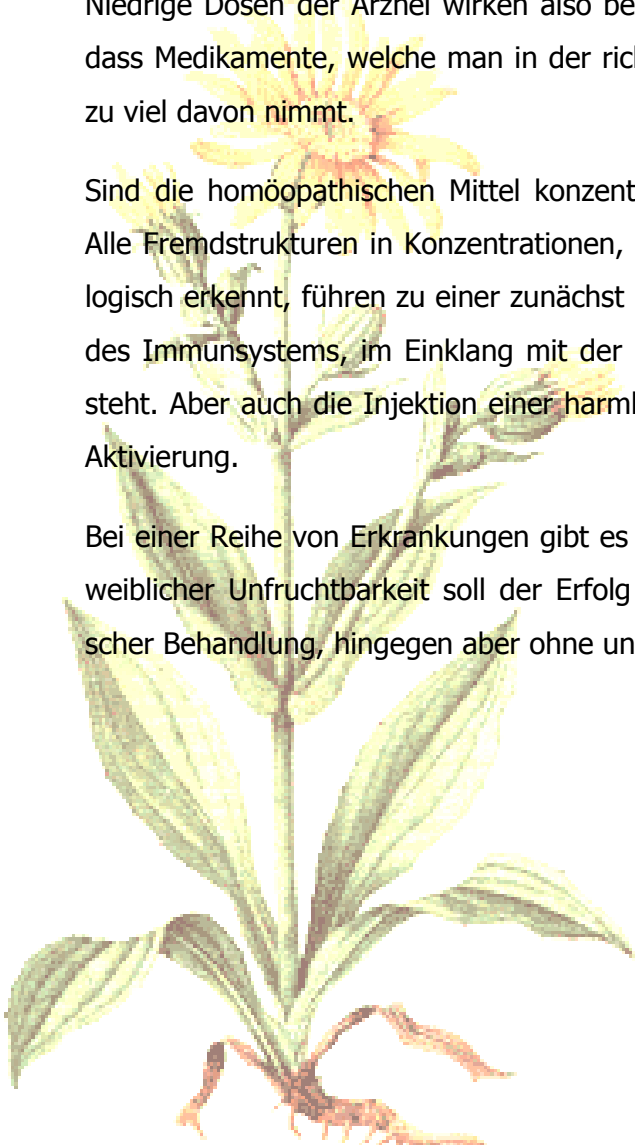 Niedrige Dosen der Arznei wirken also be
dass Medikamente, welche man in der ric
zu viel davon nimmt.
Sind die homöopathischen Mittel konzent
Alle Fremdstrukturen in Konzentrationen,
logisch erkennt, führen zu einer zunächst
des Immunsystems, im Einklang mit der
steht. Aber auch die Injektion einer harml
Aktivierung.
Bei einer Reihe von Erkrankungen gibt es
weiblicher Unfruchtbarkeit soll der Erfolg
scher Behandlung, hingegen aber ohne un